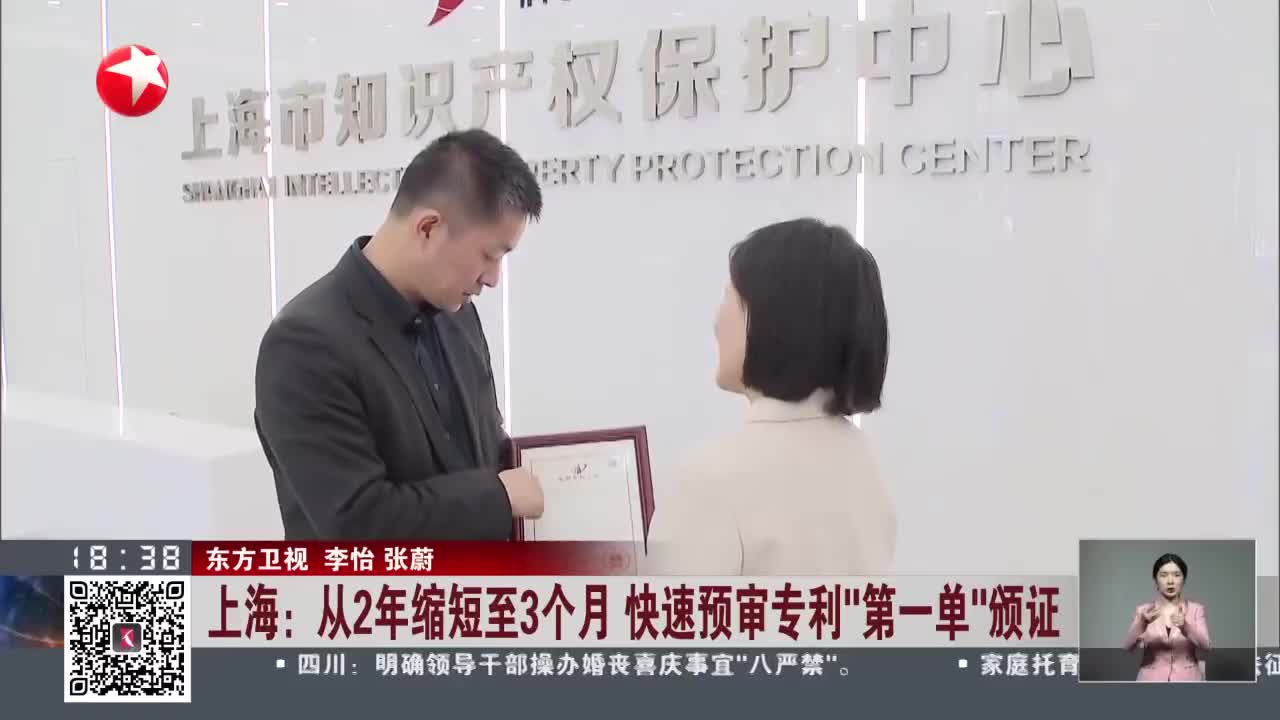 上海市知识产权保护中心
SHANGHAI INTELLECT ERTY PROTECTION CENTER
18:38
东方卫视 李怡 张蔚
上海：从2年缩短至3个月 快速预审专利"第一单"颁证
▪ 四川：明确领导干部操办婚丧喜庆事宜"八严禁"。 ▪ 家庭托育